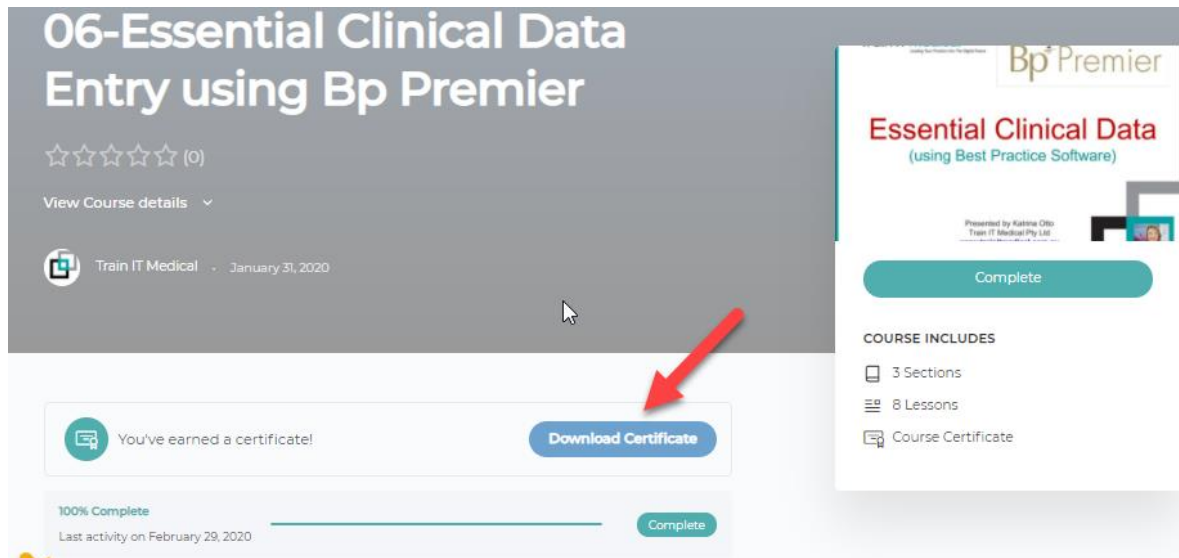 06-Essential Clinical Data
Entry using Bp Premier
(0)
View Course details
Train IT Medical . January 31, 2020
You've earned a certificate!
Download Certificate
100% Complete
Last activity on February 29, 2020
Complete
Bp Premier
Essential Clinical Data
(using Best Practice Software)
Presented by Katrina Otto
Train IT Medical Pty Ltd
Complete
COURSE INCLUDES
3 Sections
8 Lessons
Course Certificate